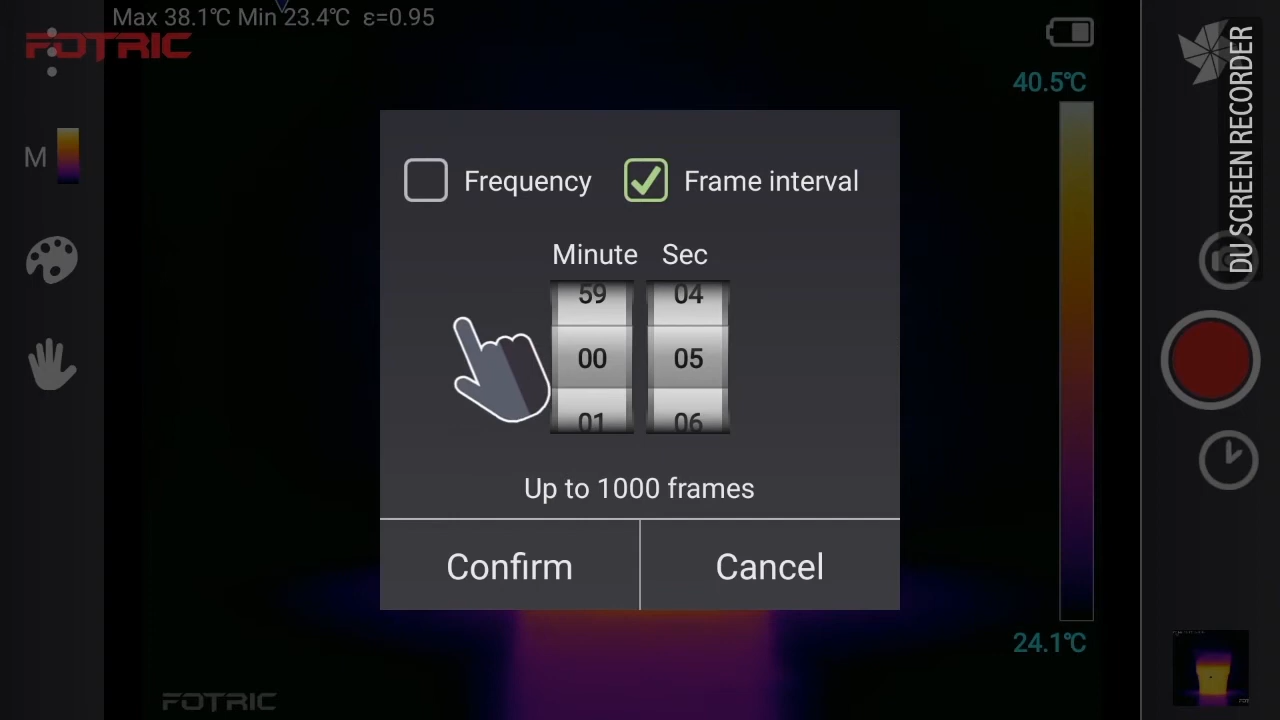 Max 38.1℃ Min 23.4℃ ε=0.95
FOTRIC
40.5℃
DU SCREEN RECORDER
M
Frequency
Frame interval
Minute Sec
59 04
00 05
01 06
Up to 1000 frames
Confirm Cancel
24.1℃
FOTRIC